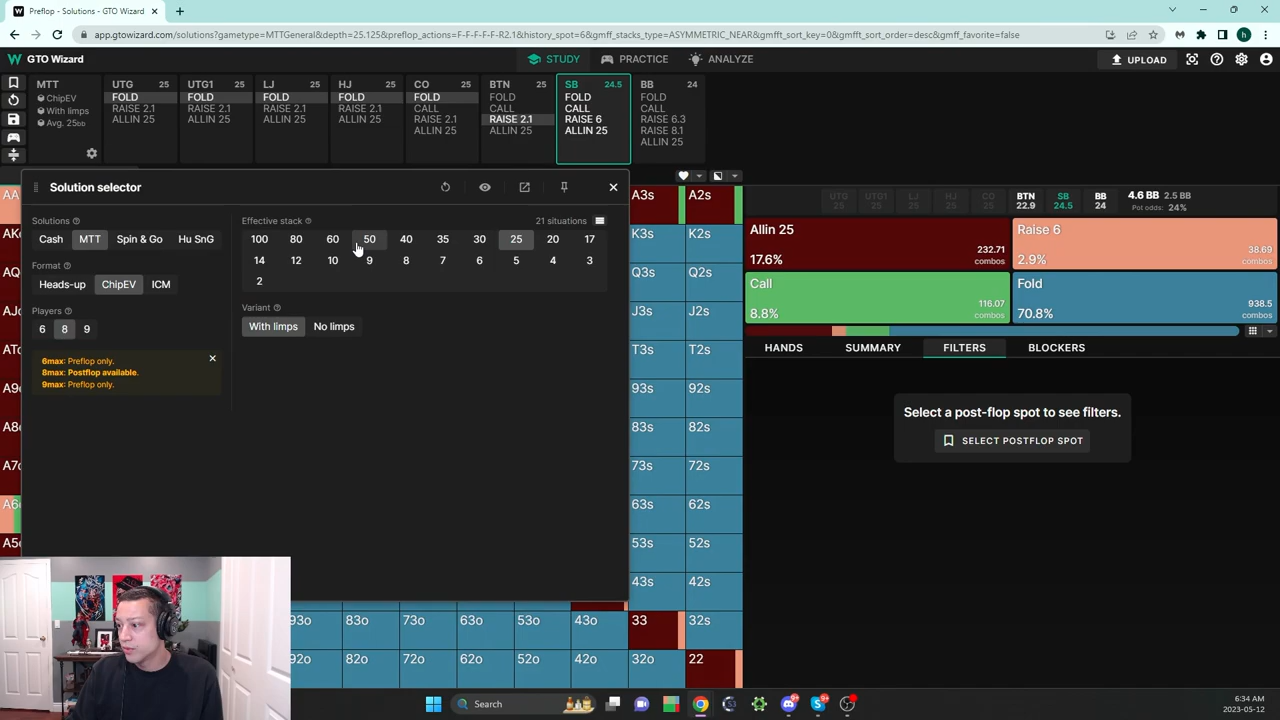 Preflop - Solutions - GTO Wizard
app.gtowizard.com/solutions?gametype=MTTGeneral&depth=25.125&preflop_actions=F-F-F-F-F-R2.1&history_spot=6&gmff_stacks_type=ASYMMETRIC_NEAR&gmfft_sort_key=0&gmfft_sort_order=desc&gmff_favorite=false
GTO Wizard
STUDY
PRACTICE
ANALYZE
UPLOAD
MTT
ChipEV
With limps
Avg. 25bb
UTG 25
FOLD
RAISE 2.1
ALLIN 25
UTG1 25
FOLD
RAISE 2.1
ALLIN 25
LJ 25
FOLD
RAISE 2.1
ALLIN 25
HJ 25
FOLD
RAISE 2.1
ALLIN 25
CO 25
FOLD
CALL
RAISE 2.1
ALLIN 25
BTN 25
FOLD
CALL
RAISE 2.1
ALLIN 25
SB 24.5
FOLD
CALL
RAISE 6
ALLIN 25
BB 24
FOLD
CALL
RAISE 6.3
RAISE 8.1
ALLIN 25
Solution selector
Solutions
Cash MTT Spin & Go Hu SnG
Format
Heads-up ChipEV ICM
Players
6 8 9
6max: Preflop only.
8max: Postflop available.
9max: Preflop only.
Effective stack
21 situations
100 80 60 50 40 35 30 25 20 17
14 12 10 9 8 7 6 5 4 3
2
Variant
With limps No limps
AA
A3s A2s
K3s K2s
Q3s Q2s
J3s J2s
T3s T2s
93s 92s
83s 82s
A7
73s 72s
63s 62s
A5
53s 52s
43s 42s
93o 83o 73o 63o 53o 43o 33 32s
92o 82o 72o 62o 52o 42o 32o 22
UTG 25
UTG1 25
LJ 25
HJ 25
CO 25
BTN 22.9
SB 24.5
BB 24
4.6 BB 2.5 BB
Pot odds: 24%
Allin 25
17.6%
232.71
combos
Raise 6
2.9%
38.69
combos
Call
8.8%
116.07
combos
Fold
70.8%
938.5
combos
HANDS
SUMMARY
FILTERS
BLOCKERS
Select a post-flop spot to see filters.
SELECT POSTFLOP SPOT
Search
6:34 AM
2023-05-12